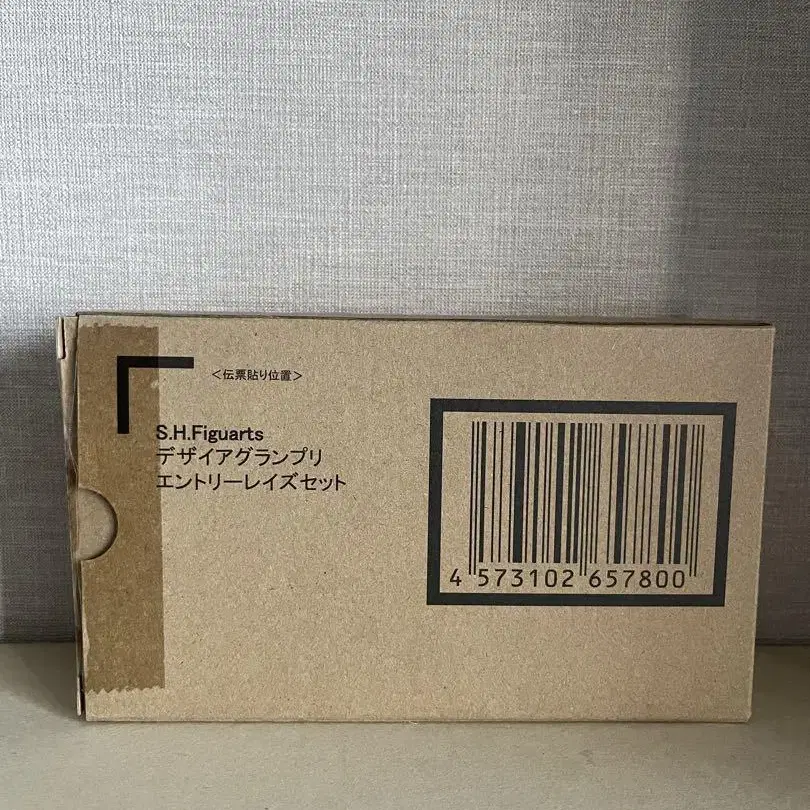 ＜伝票貼り位置＞
S.H.Figuarts
デザイアグランプリ
エントリーレイズセット
4 573102 657800